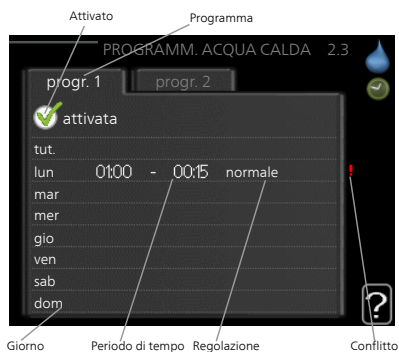 Attivato Programma
PROGRAMM. ACQUA CALDA 2.3
progr. 1 progr. 2
attivata
tut.
lun 01:00 - 00:15 normale !
mar
mer
gio
ven
sab
dom ?
Giorno Periodo di tempo Regolazione Conflitto